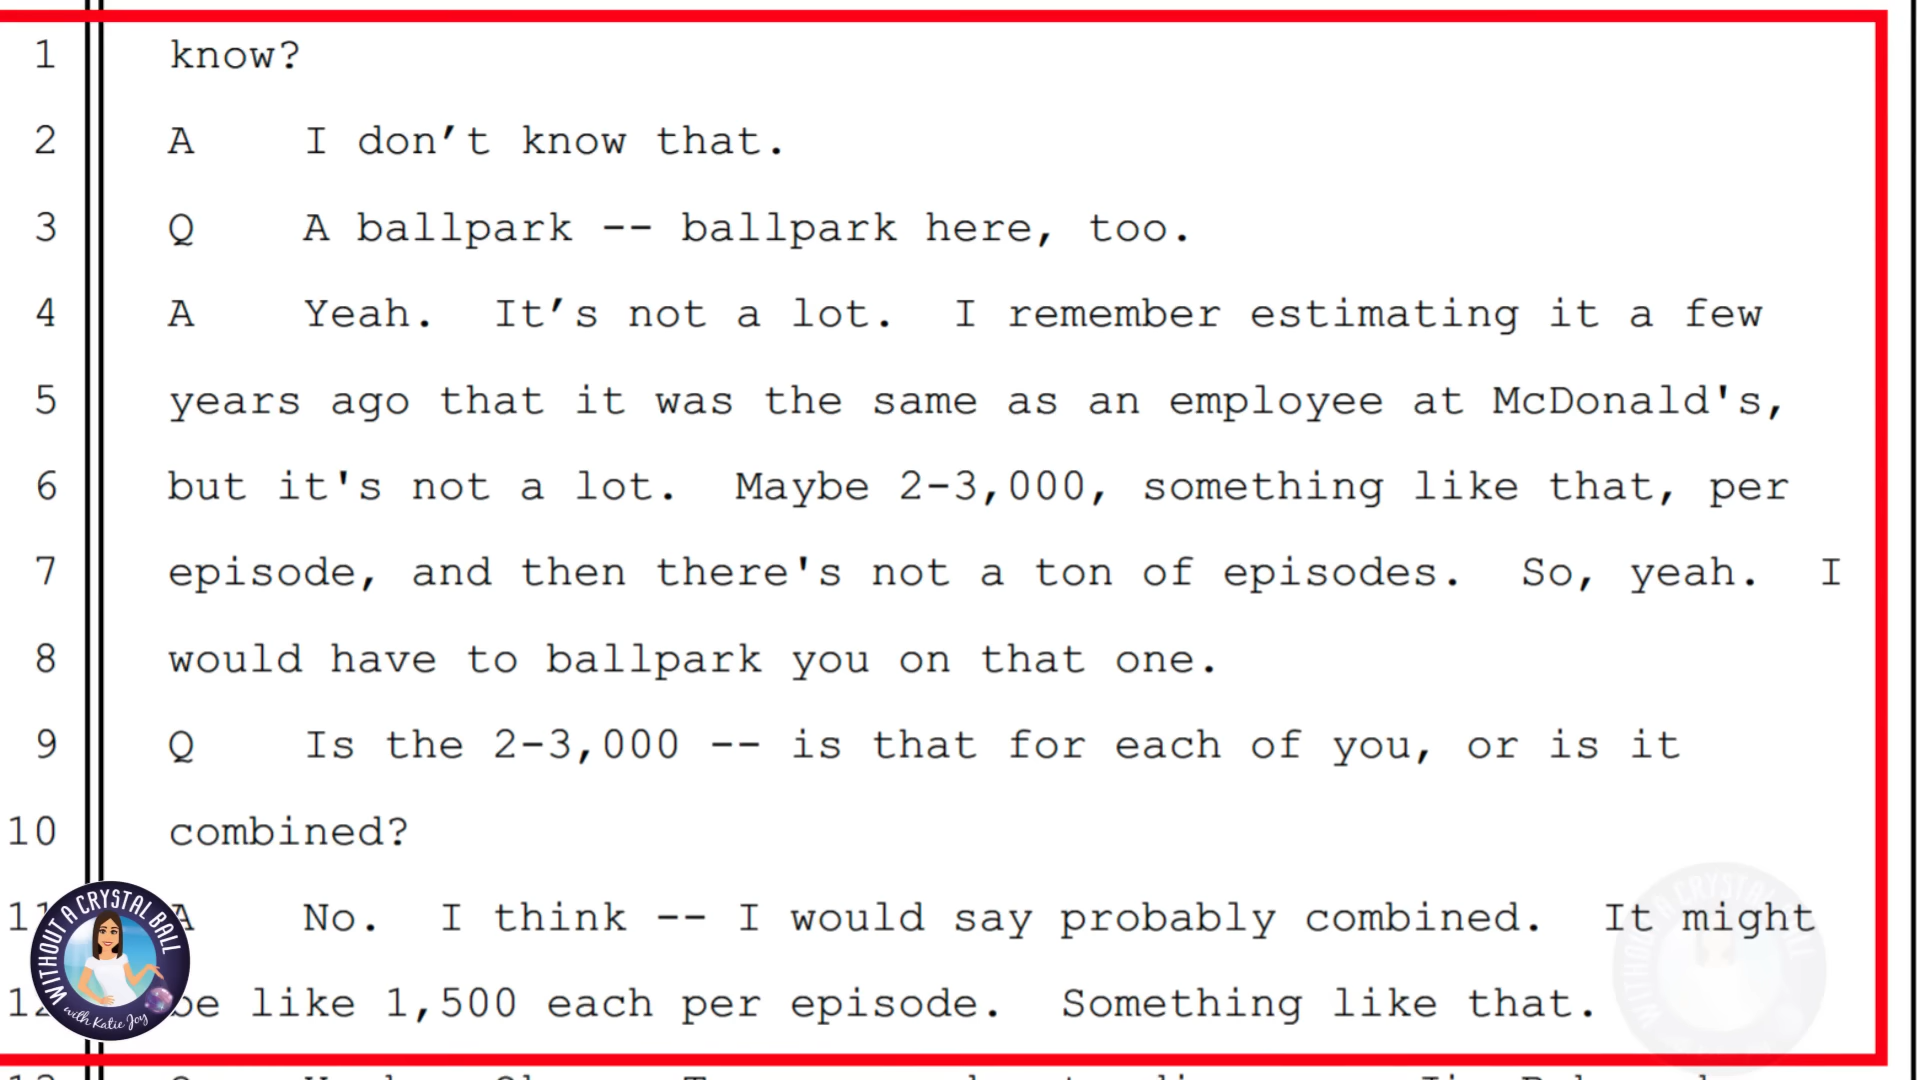 1 know?
2 A I don’t know that.
3 Q A ballpark -- ballpark here, too.
4 A Yeah. It’s not a lot. I remember estimating it a few
5 years ago that it was the same as an employee at McDonald's,
6 but it's not a lot. Maybe 2-3,000, something like that, per
7 episode, and then there's not a ton of episodes. So, yeah. I
8 would have to ballpark you on that one.
9 Q Is the 2-3,000 -- is that for each of you, or is it
10 combined?
11 A No. I think -- I would say probably combined. It might
12 be like 1,500 each per episode. Something like that.
WITHOUT A CRYSTAL BALL
with Katie Joy